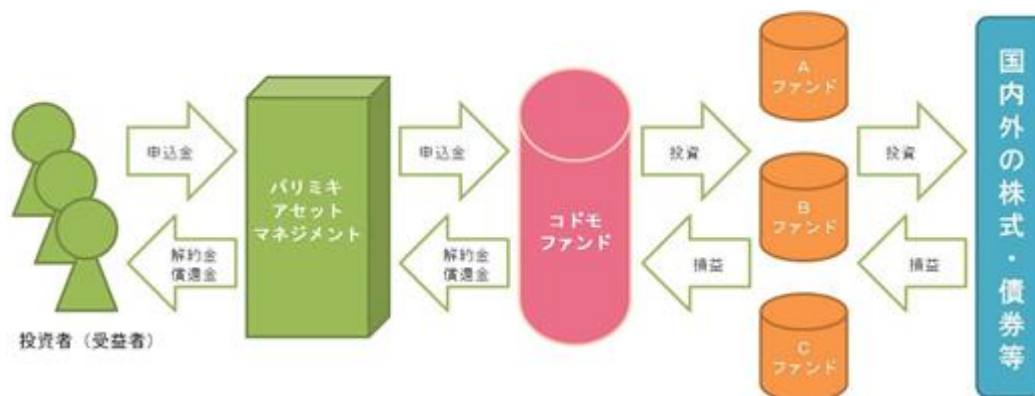 申込金
解約金
償還金
投資者（受益者）
パリミキ
アセット
マネジメント
申込金
解約金
償還金
コドモ
ファンド
投資
損益
A
ファンド
B
ファンド
C
ファンド
投資
損益
国内外の株式・債券等